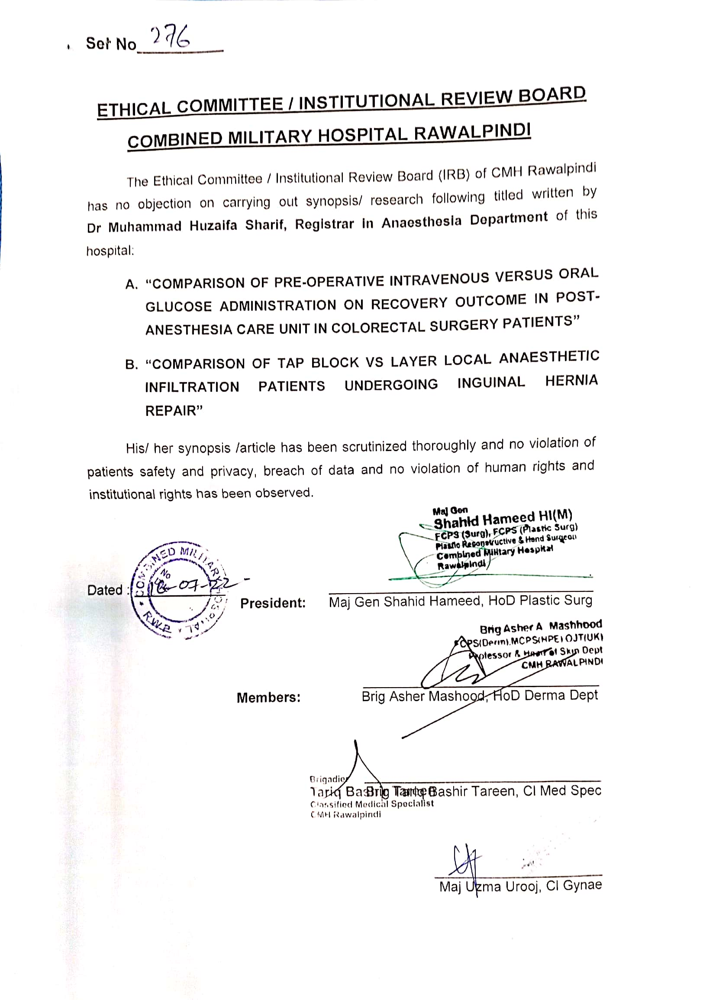 Ser No 276
ETHICAL COMMITTEE / INSTITUTIONAL REVIEW BOARD
COMBINED MILITARY HOSPITAL RAWALPINDI
The Ethical Committee / Institutional Review Board (IRB) of CMH Rawalpindi
has no objection on carrying out synopsis/ research following titled written by
Dr Muhammad Huzaifa Sharif, Registrar in Anaesthesia Department of this
hospital:
A. “COMPARISON OF PRE-OPERATIVE INTRAVENOUS VERSUS ORAL
GLUCOSE ADMINISTRATION ON RECOVERY OUTCOME IN POST-
ANESTHESIA CARE UNIT IN COLORECTAL SURGERY PATIENTS”
B. “COMPARISON OF TAP BLOCK VS LAYER LOCAL ANAESTHETIC
INFILTRATION PATIENTS UNDERGOING INGUINAL HERNIA
REPAIR”
His/ her synopsis /article has been scrutinized thoroughly and no violation of
patients safety and privacy, breach of data and no violation of human rights and
institutional rights has been observed.
Maj Gen
Shahid Hameed HI(M)
FCPS (Surg), FCPS (Plastic Surg)
Plastic Reconstructive & Hand Surgeon
Combined Military Hospital
Rawalpindi
COMBINED MILITARY HOSPITAL RWP
No
Dated : -07-22
President: Maj Gen Shahid Hameed, HoD Plastic Surg
Brig Asher A Mashhood
FCPS(Derm).MCPS(HPE) OJT(UK)
Professor & Head of Skin Dept
CMH RAWALPINDI
Members: Brig Asher Mashood, HoD Derma Dept
Brigadier
Tariq Bashir Tareen
Brig Tariq Bashir Tareen, Cl Med Spec
Classified Medical Specialist
CMH Rawalpindi
Maj Uzma Urooj, Cl Gynae